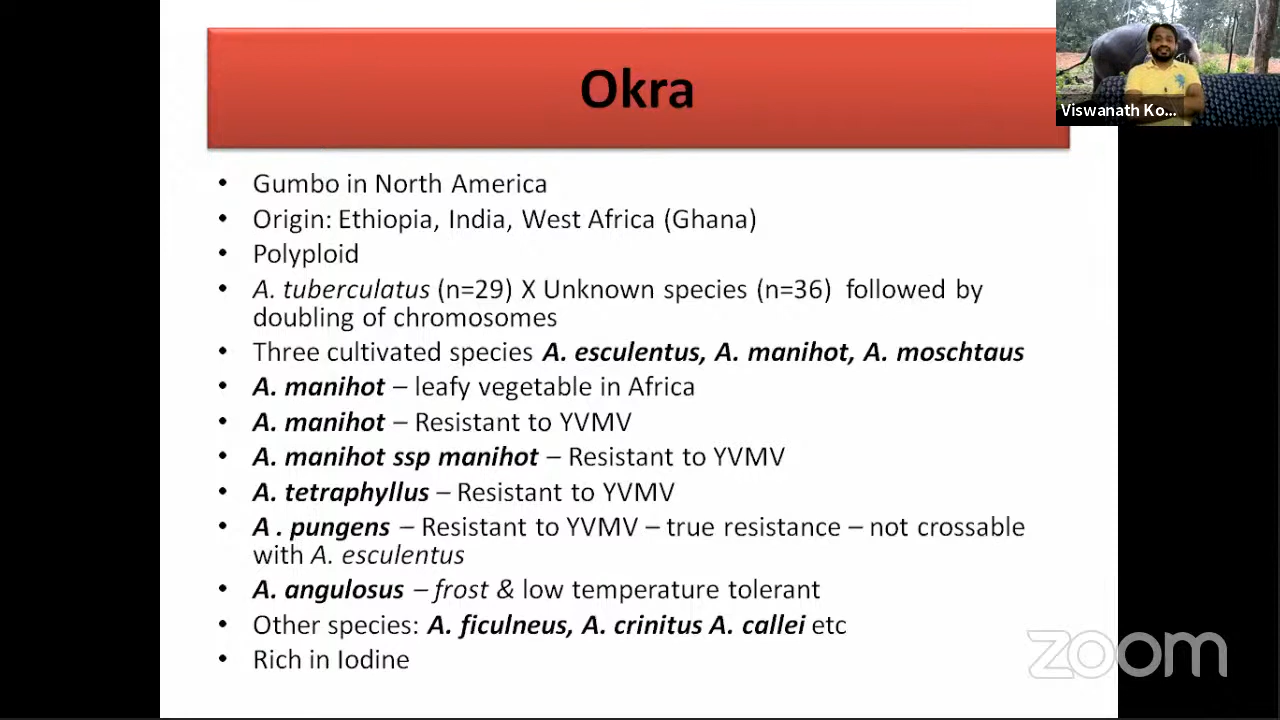 Okra
Viswanath Ko...
• Gumbo in North America
• Origin: Ethiopia, India, West Africa (Ghana)
• Polyploid
• A. tuberculatus (n=29) X Unknown species (n=36) followed by
doubling of chromosomes
• Three cultivated species A. esculentus, A. manihot, A. moschtaus
• A. manihot – leafy vegetable in Africa
• A. manihot – Resistant to YVMV
• A. manihot ssp manihot – Resistant to YVMV
• A. tetraphyllus – Resistant to YVMV
• A . pungens – Resistant to YVMV – true resistance – not crossable
with A. esculentus
• A. angulosus – frost & low temperature tolerant
• Other species: A. ficulneus, A. crinitus A. callei etc
• Rich in Iodine
zoom